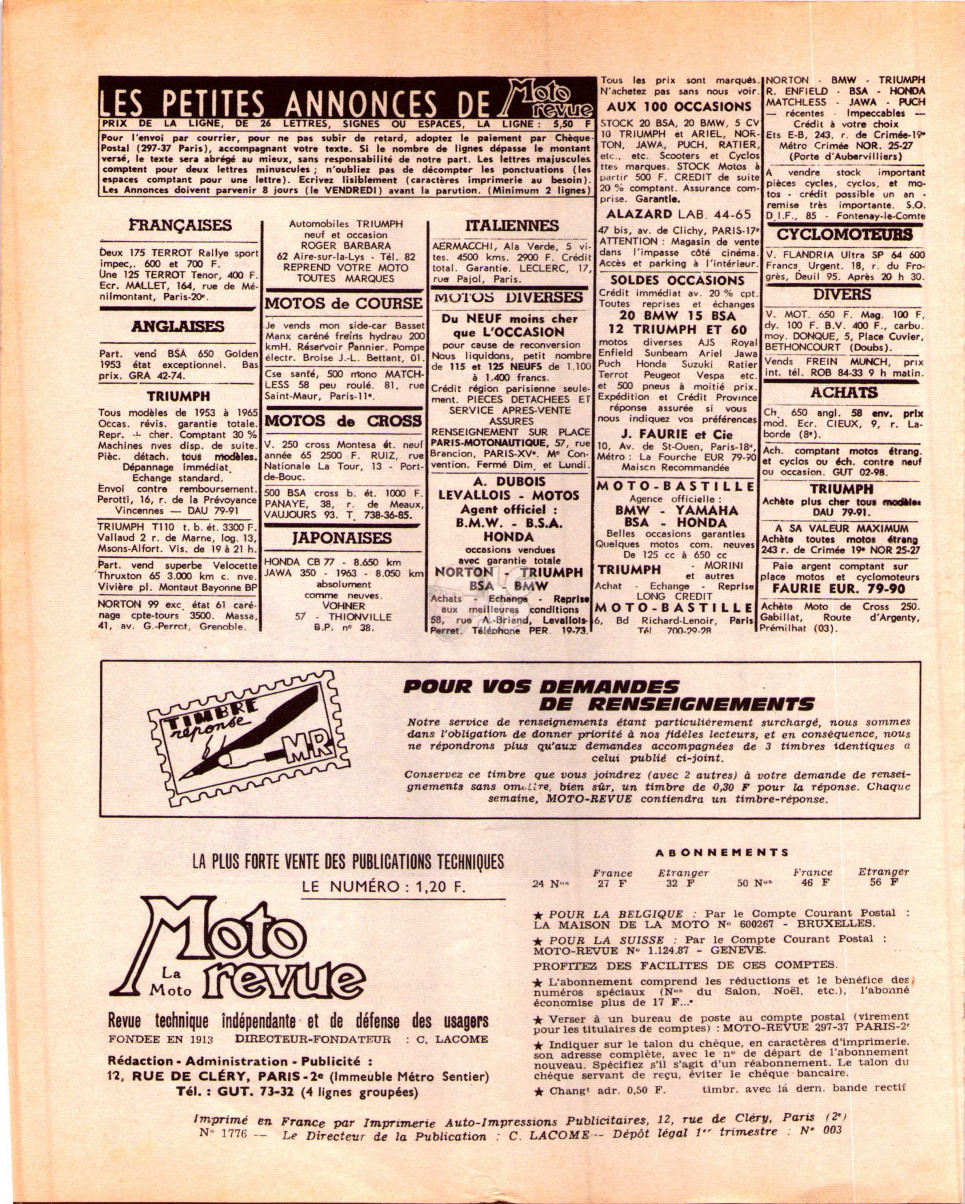 LES PETITES ANNONCES DE Moto revue
PRIX DE LA LIGNE, DE 26 LETTRES, SIGNES OU ESPACES, LA LIGNE : 5,50 F
Pour l'envoi par courrier, pour ne pas subir de retard, adoptez le paiement par Chèque-
Postal (297-37 Paris), accompagnant votre texte. Si le nombre de lignes dépasse le montant
versé, le texte sera abrégé au mieux, sans responsabilité de notre part. Les lettres majuscules
comptent pour deux lettres minuscules ; n'oubliez pas de décompter les ponctuations (les
espaces comptant pour une lettre). Ecrivez lisiblement (caractères imprimerie au besoin).
Les Annonces doivent parvenir 8 jours (le VENDREDI) avant la parution. (Minimum 2 lignes)
FRANÇAISES
Deux 175 TERROT Rallye sport
impec,. 600 et 700 F.
Une 125 TERROT Tenor, 400 F.
Ecr. MALLET, 164, rue de Mé-
nilmontant, Paris-20e.
ANGLAISES
Part. vend BSA 650 Golden
1953 état exceptionnel. Bas
prix. GRA 42-74.
TRIUMPH
Tous modèles de 1953 à 1965
Occas. révis. garantie totale.
Repr. + cher. Comptant 30 %
Machines nves disp. de suite.
Pièc. détach. tous modèles.
Dépannage immédiat.
Echange standard.
Envoi contre remboursement.
Perotti, 16, r. de la Prévoyance
Vincennes — DAU 79-91
TRIUMPH T110 t. b. ét. 3300 F.
Vallaud 2 r. de Marne, log. 13,
Msons-Alfort. Vis. de 19 à 21 h.
Part. vend superbe Velocette
Thruxton 65 3.000 km c. nve.
Vivière pl. Montaut Bayonne BP
NORTON 99 exc. état 61 caré-
nage cpte-tours 3500. Massa,
41, av. G.-Perrot, Grenoble.
Automobiles TRIUMPH
neuf et occasion
ROGER BARBARA
62 Aire-sur-la-Lys - Tél. 82
REPREND VOTRE MOTO
TOUTES MARQUES
MOTOS de COURSE
Je vends mon side-car Basset
Manx caréné freins hydrau 200
kmH. Réservoir Pannier. Pompe
électr. Broise J.-L. Bettant, 01.
Cse santé, 500 mono MATCH-
LESS 58 peu roulé. 81, rue
Saint-Maur, Paris-11e.
MOTOS de CROSS
V. 250 cross Montesa ét. neuf
année 65 2500 F. RUIZ, rue
Nationale La Tour, 13 - Port-
de-Bouc.
500 BSA cross b. ét. 1000 F.
PANAYE, 38, r. de Meaux,
VAUJOURS 93. T. 738-36-85.
JAPONAISES
HONDA CB 77 - 8.650 km
JAWA 350 - 1963 - 8.050 km
absolument
comme neuves.
VOHNER
57 - THIONVILLE
B.P. n° 38.
ITALIENNES
AERMACCHI, Ala Verde, 5 vi-
tes. 4500 kms. 2900 F. Crédit
total. Garantie. LECLERC, 17,
rue Pajol, Paris.
MOTOS DIVERSES
Du NEUF moins cher
que L'OCCASION
pour cause de reconversion
Nous liquidons, petit nombre
de 115 et 125 NEUFS de 1.100
à 1.400 francs.
Crédit région parisienne seule-
ment. PIECES DETACHEES ET
SERVICE APRES-VENTE
ASSURES
RENSEIGNEMENT SUR PLACE
PARIS-MOTONAUTIQUE, 57, rue
Brancion, PARIS-XVe. Mo Con-
vention. Fermé Dim. et Lundi.
A. DUBOIS
LEVALLOIS - MOTOS
Agent officiel :
B.M.W. - B.S.A.
HONDA
occasions vendues
avec garantie totale
NORTON - TRIUMPH
BSA - BMW
Achats - Echange - Reprise
aux meilleures conditions
58, rue A.-Briand, Levallois-
Perret. Téléphone PER. 19-73.
Tous les prix sont marqués.
N'achetez pas sans nous voir.
AUX 100 OCCASIONS
STOCK 20 BSA, 20 BMW, 5 CV
10 TRIUMPH et ARIEL, NOR-
TON, JAWA, PUCH, RATIER,
etc., etc. Scooters et Cyclos
ttes marques. STOCK Motos à
partir 500 F. CREDIT de suite
20 % comptant. Assurance com-
prise. Garantie.
ALAZARD LAB. 44-65
47 bis, av. de Clichy, PARIS-17e
ATTENTION : Magasin de vente
dans l'impasse côté cinéma.
Accès et parking à l'intérieur.
SOLDES OCCASIONS
Crédit immédiat av. 20 % cpt.
Toutes reprises et échanges
20 BMW 15 BSA
12 TRIUMPH ET 60
motos diverses AJS Royal
Enfield Sunbeam Ariel Jawa
Puch Honda Suzuki Ratier
Terrot Peugeot Vespa etc.
et 500 pneus à moitié prix.
Expédition et Crédit Province
réponse assurée si vous
nous indiquez vos préférences
J. FAURIE et Cie
10, Av. de St-Ouen, Paris-18e,
Métro : La Fourche EUR 79-90
Maison Recommandée
MOTO-BASTILLE
Agence officielle :
BMW - YAMAHA
BSA - HONDA
Belles occasions garanties
Quelques motos com. neuves
De 125 cc à 650 cc
TRIUMPH - MORINI
et autres
Achat - Echange - Reprise
LONG CREDIT
MOTO-BASTILLE
6, Bd Richard-Lenoir, Paris
Tél. 700-29-28
NORTON - BMW - TRIUMPH
R. ENFIELD - BSA - HONDA
MATCHLESS - JAWA - PUCH
— récentes - Impeccables —
Crédit à votre choix
Ets E-B, 243, r. de Crimée-19e
Métro Crimée NOR. 25-27
(Porte d'Aubervilliers)
A vendre stock important
pièces cycles, cyclos, et mo-
tos - crédit possible un an -
remise très importante. S.O.
D.I.F., 85 - Fontenay-le-Comte
CYCLOMOTEURS
V. FLANDRIA Ultra SP 64 600
Francs. Urgent. 18, r. du Fro-
grès, Deuil 95. Après 20 h 30.
DIVERS
V. MOT. 650 F. Mag. 100 F,
dy. 100 F. B.V. 400 F., carbu.
moy. DONQUE, 5, Place Cuvier,
BETHONCOURT (Doubs).
Vends FREIN MUNCH, prix
int. tél. ROB 84-33 9 h matin.
ACHATS
Ch. 650 angl. 58 env. prix
mod. Ecr. CIEUX, 9, r. La-
borde (8e).
Ach. comptant motos étrang.
et cyclos ou éch. contre neuf
ou occasion. GUT 02-98.
TRIUMPH
Achète plus cher tous modèles
DAU 79-91.
A SA VALEUR MAXIMUM
Achète toutes motos étrang
243 r. de Crimée 19e NOR 25-27
Paie argent comptant sur
place motos et cyclomoteurs
FAURIE EUR. 79-90
Achète Moto de Cross 250.
Gabillat, Route d'Argenty,
Prémilhat (03).
TIMBRE
réponse
MR
POUR VOS DEMANDES
DE RENSEIGNEMENTS
Notre service de renseignements étant particulièrement surchargé, nous sommes
dans l'obligation de donner priorité à nos fidèles lecteurs, et en conséquence, nous
ne répondrons plus qu'aux demandes accompagnées de 3 timbres identiques à
celui publié ci-joint.
Conservez ce timbre que vous joindrez (avec 2 autres) à votre demande de rensei-
gnements sans omettre, bien sûr, un timbre de 0,30 F pour la réponse. Chaque
semaine, MOTO-REVUE contiendra un timbre-réponse.
LA PLUS FORTE VENTE DES PUBLICATIONS TECHNIQUES
LE NUMÉRO : 1,20 F.
Moto revue
La
Moto
Revue technique indépendante et de défense des usagers
FONDEE EN 1913 DIRECTEUR-FONDATEUR : C. LACOME
Rédaction - Administration - Publicité :
12, RUE DE CLÉRY, PARIS-2e (Immeuble Métro Sentier)
Tél. : GUT. 73-32 (4 lignes groupées)
ABONNEMENTS
France Etranger France Etranger
24 Nos 27 F 32 F 50 Nos 46 F 56 F
★ POUR LA BELGIQUE : Par le Compte Courant Postal :
LA MAISON DE LA MOTO N° 600267 - BRUXELLES.
★ POUR LA SUISSE : Par le Compte Courant Postal :
MOTO-REVUE N° 1.124.87 - GENEVE.
PROFITEZ DES FACILITES DE CES COMPTES.
★ L'abonnement comprend les réductions et le bénéfice des
numéros spéciaux (Nos du Salon, Noël, etc.), l'abonné
économise plus de 17 F...
★ Verser à un bureau de poste au compte postal (virement
pour les titulaires de comptes) : MOTO-REVUE 297-37 PARIS-2e
★ Indiquer sur le talon du chèque, en caractères d'imprimerie,
son adresse complète, avec le n° de départ de l'abonnement
nouveau. Spécifiez s'il s'agit d'un réabonnement. Le talon du
chèque servant de reçu, éviter le chèque bancaire.
★ Changt adr. 0,50 F. timbr. avec la dern. bande rectif
Imprimé en France par Imprimerie Auto-Impressions Publicitaires, 12, rue de Cléry, Paris (2e)
N° 1776 — Le Directeur de la Publication : C. LACOME — Dépôt légal 1er trimestre : N° 003